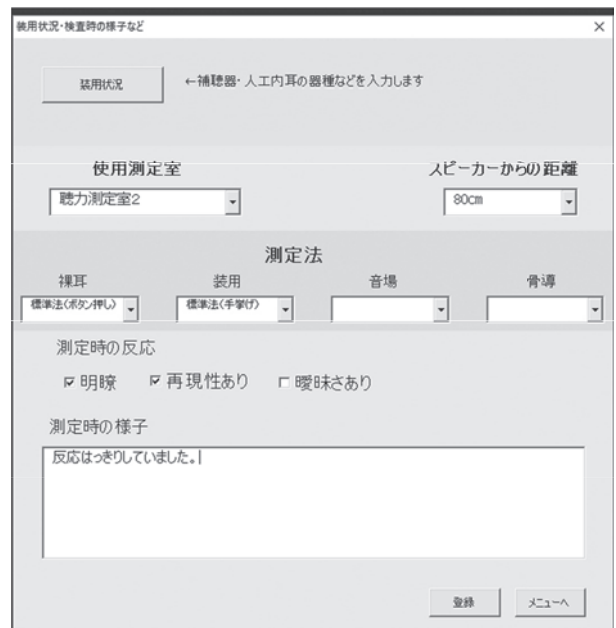 装用状況・検査時の様子など
装用状況 ←補聴器・人工内耳の器種などを入力します
使用測定室 スピーカーからの距離
聴力測定室2 80cm
測定法
裸耳 装用 音場 骨導
標準法(ボタン押し) 標準法(手挙げ)
測定時の反応
明瞭 再現性あり 曖昧さあり
測定時の様子
反応はっきりしていました。
登録 メニューへ